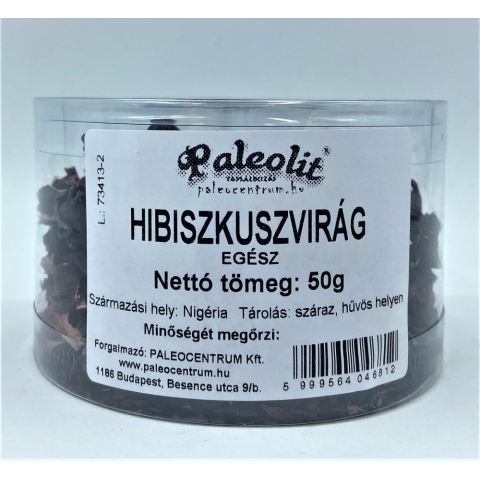 Paleolit®
TÁPLÁLKOZÁS
paleocentrum.hu
HIBISZKUSZVIRÁG
EGÉSZ
Nettó tömeg: 50g
Származási hely: Nigéria Tárolás: száraz, hűvös helyen
Minőségét megőrzi:
Forgalmazó: PALEOCENTRUM Kft.
www.paleocentrum.hu
1186 Budapest, Besence utca 9/b.
5 999564 046812
L.: 73413-2